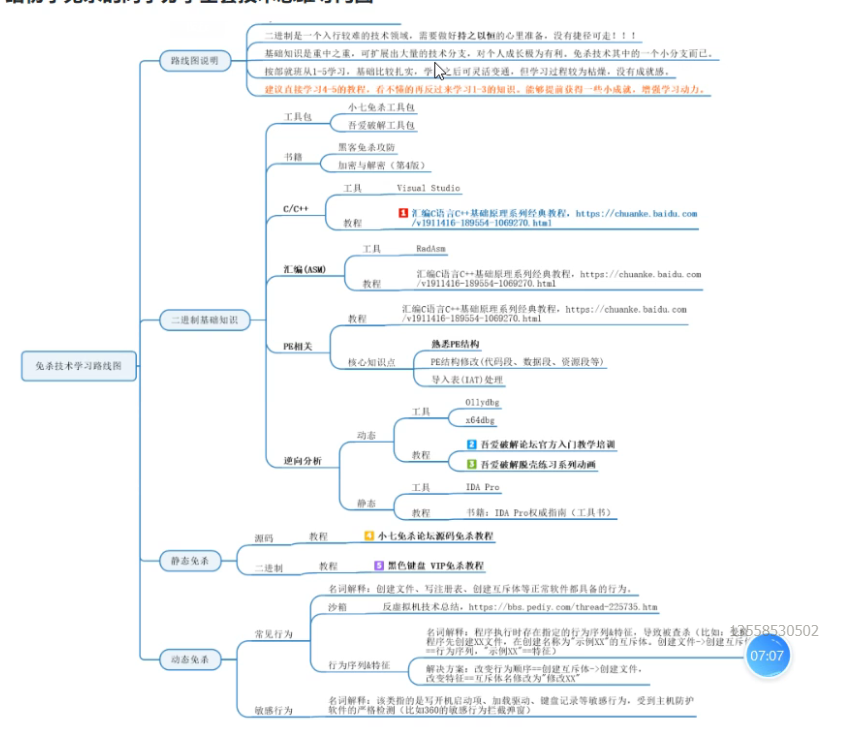 二进制是一个入行较难的技术领域，需要做好持之以恒的心里准备，没有捷径可走！！！
路线图说明
基础知识是重中之重，可扩展出大量的技术分支，对个人成长极为有利，免杀技术其中的一个小分支而已。
按部就班从1-5学习，基础比较扎实，学 之后可灵活变通，但学习过程较为枯燥，没有成就感。
建议直接学习4-5的教程，看不懂的再反过来学习1-3的知识。能够提前获得一些小成就，增强学习动力。
工具包
小七免杀工具包
吾爱破解工具包
书籍
黑客免杀攻防
加密与解密（第4版）
C/C++
工具
Visual Studio
教程
1 汇编C语言C++基础原理系列经典教程，https://chuanke.baidu.com
/v1911416-189554-1069270.html
汇编(ASM)
工具
RadAsm
教程
汇编C语言C++基础原理系列经典教程，https://chuanke.baidu.com
/v1911416-189554-1069270.html
二进制基础知识
PE相关
教程
汇编C语言C++基础原理系列经典教程，https://chuanke.baidu.com
/v1911416-189554-1069270.html
核心知识点
熟悉PE结构
PE结构修改(代码段、数据段、资源段等)
导入表(IAT)处理
免杀技术学习路线图
逆向分析
动态
工具
Ollydbg
x64dbg
教程
2 吾爱破解论坛官方入门教学培训
3 吾爱破解脱壳练习系列动画
静态
工具
IDA Pro
教程
书籍：IDA Pro权威指南（工具书）
静态免杀
源码
教程
4 小七免杀论坛源码免杀教程
二进制
教程
5 黑色键盘 VIP免杀教程
动态免杀
常见行为
名词解释：创建文件、写注册表、创建互斥体等正常软件都具备的行为。
沙箱
反虚拟机技术总结，https://bbs.pediy.com/thread-225735.htm
行为序列&特征
名词解释：程序执行时存在指定的行为序列&特征，导致被查杀（比如：
程序先创建XX文件，在创建名称为"示例XX"的互斥体、创建文件->创建互斥
==行为序列，"示例XX"==特征）
解决方案：改变行为顺序==创建互斥体->创建文件，
改变特征==互斥体名修改为"修改XX"
敏感行为
名词解释：该类指的是写开机启动项、加载驱动、键盘记录等敏感行为，受到主机防护
软件的严格检测（比如360的敏感行为拦截弹窗）
13558530502
07:07